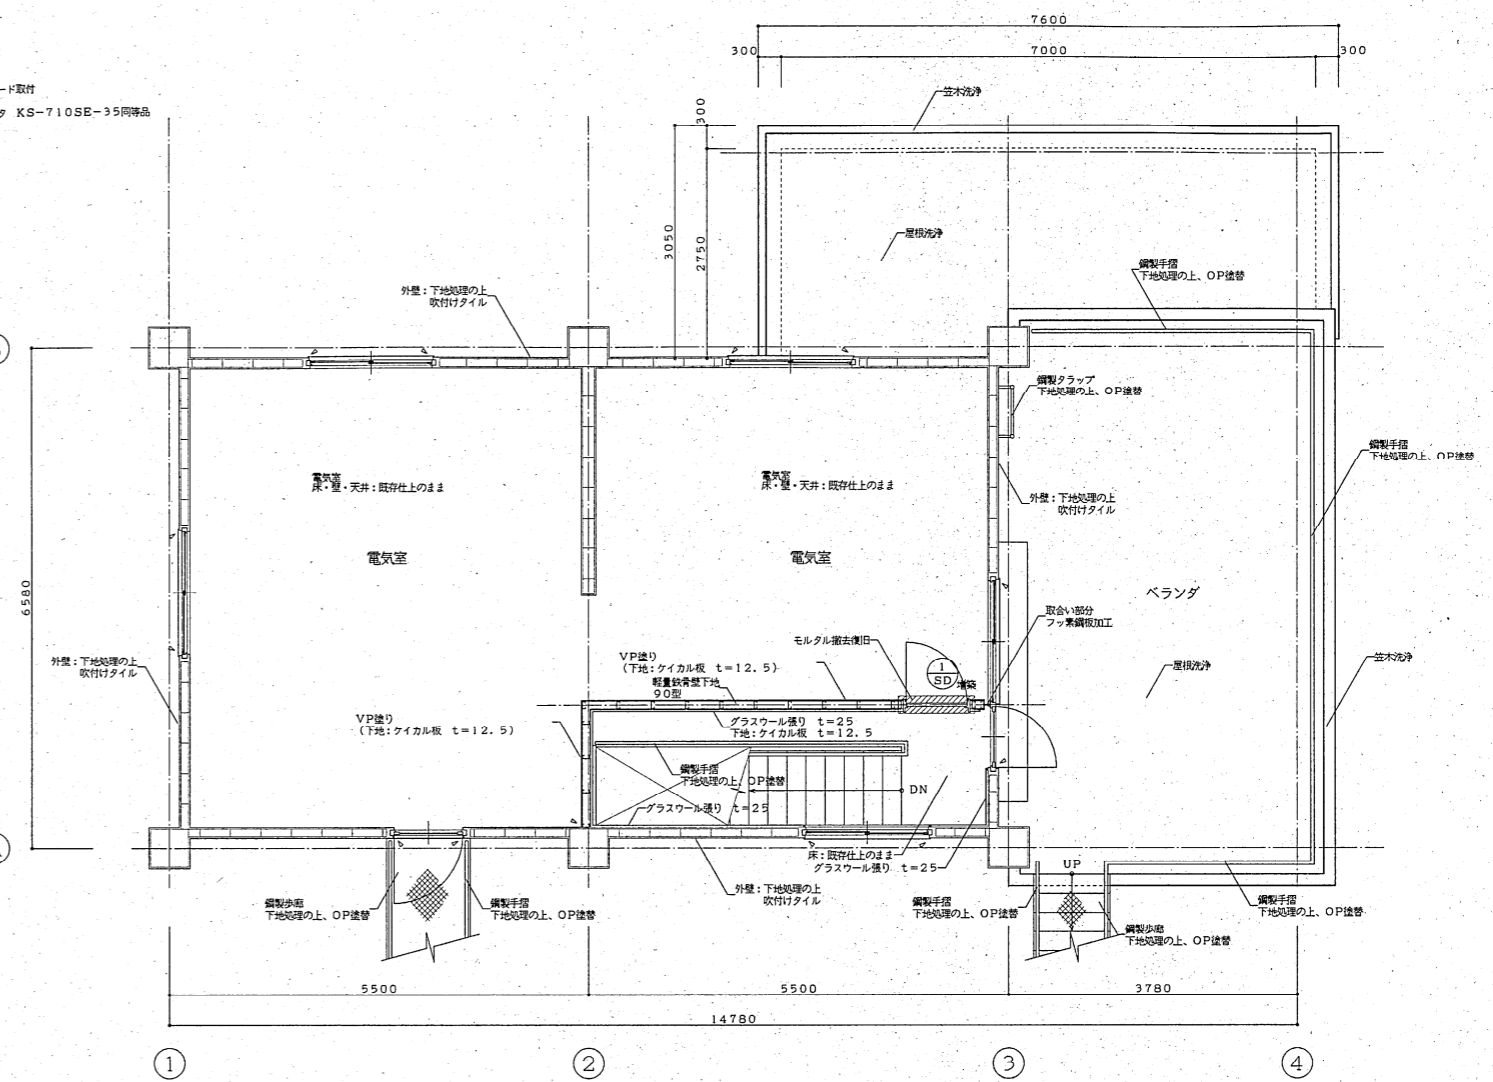 7600
300
7000
300
ード取付
KS-710SE-35同等品
笠木洗浄
300
3050
2750
屋根洗浄
鋼製手摺
下地処理の上、OP塗替
外壁：下地処理の上
吹付けタイル
鋼製タラップ
下地処理の上、OP塗替
鋼製手摺
下地処理の上、OP塗替
電気室
床・壁・天井：既存仕上のまま
電気室
床・壁・天井：既存仕上のまま
外壁：下地処理の上
吹付けタイル
電気室
電気室
6580
ベランダ
取合い部分
フッ素鋼板加工
モルタル撤去復旧
外壁：下地処理の上
吹付けタイル
VP塗り
（下地：ケイカル板 t＝12.5）
軽量鉄骨壁下地
90型
1
SD
増築
屋根洗浄
笠木洗浄
VP塗り
（下地：ケイカル板 t＝12.5）
グラスウール張り t＝25
下地：ケイカル板 t＝12.5
鋼製手摺
下地処理の上、OP塗替
DN
グラスウール張り t＝25
床：既存仕上のまま
グラスウール張り t＝25
UP
外壁：下地処理の上
吹付けタイル
鋼製歩廊
下地処理の上、OP塗替
鋼製手摺
下地処理の上、OP塗替
鋼製手摺
下地処理の上、OP塗替
鋼製手摺
下地処理の上、OP塗替
鋼製歩廊
下地処理の上、OP塗替
5500
5500
3780
14780
1
2
3
4